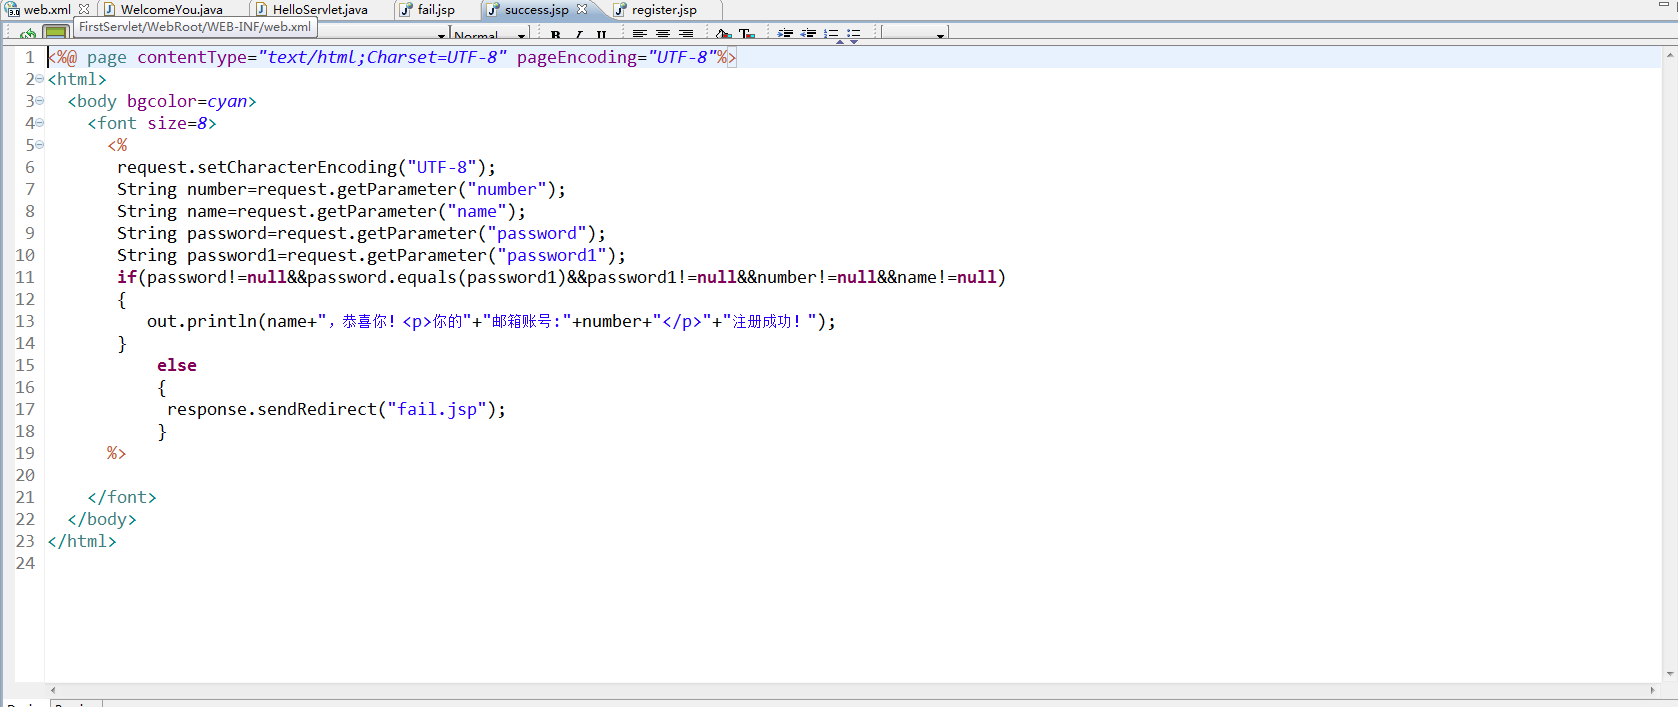 web.xml WelcomeYou.java HelloServlet.java fail.jsp success.jsp register.jsp
FirstServlet/WebRoot/WEB-INF/web.xml
Normal B I U
1 <%@ page contentType="text/html;Charset=UTF-8" pageEncoding="UTF-8"%>
2 <html>
3 <body bgcolor=cyan>
4 <font size=8>
5 <%
6 request.setCharacterEncoding("UTF-8");
7 String number=request.getParameter("number");
8 String name=request.getParameter("name");
9 String password=request.getParameter("password");
10 String password1=request.getParameter("password1");
11 if(password!=null&&password.equals(password1)&&password1!=null&&number!=null&&name!=null)
12 {
13 out.println(name+"，恭喜你！<p>你的"+"邮箱账号:"+number+"</p>"+"注册成功！");
14 }
15 else
16 {
17 response.sendRedirect("fail.jsp");
18 }
19 %>
20
21 </font>
22 </body>
23 </html>
24